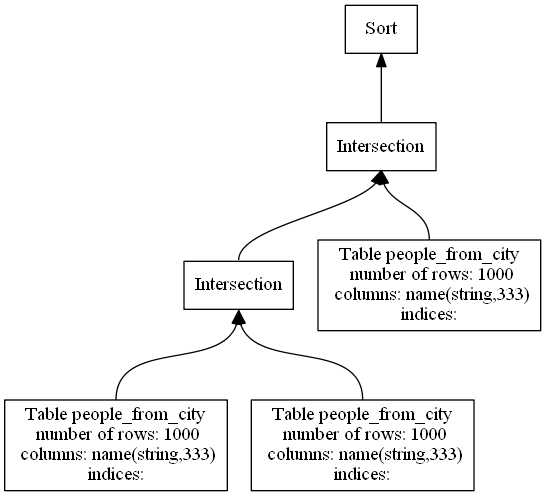 Sort
Intersection
Table people_from_city
number of rows: 1000
columns: name(string,333)
indices:
Intersection
Table people_from_city
number of rows: 1000
columns: name(string,333)
indices:
Table people_from_city
number of rows: 1000
columns: name(string,333)
indices: